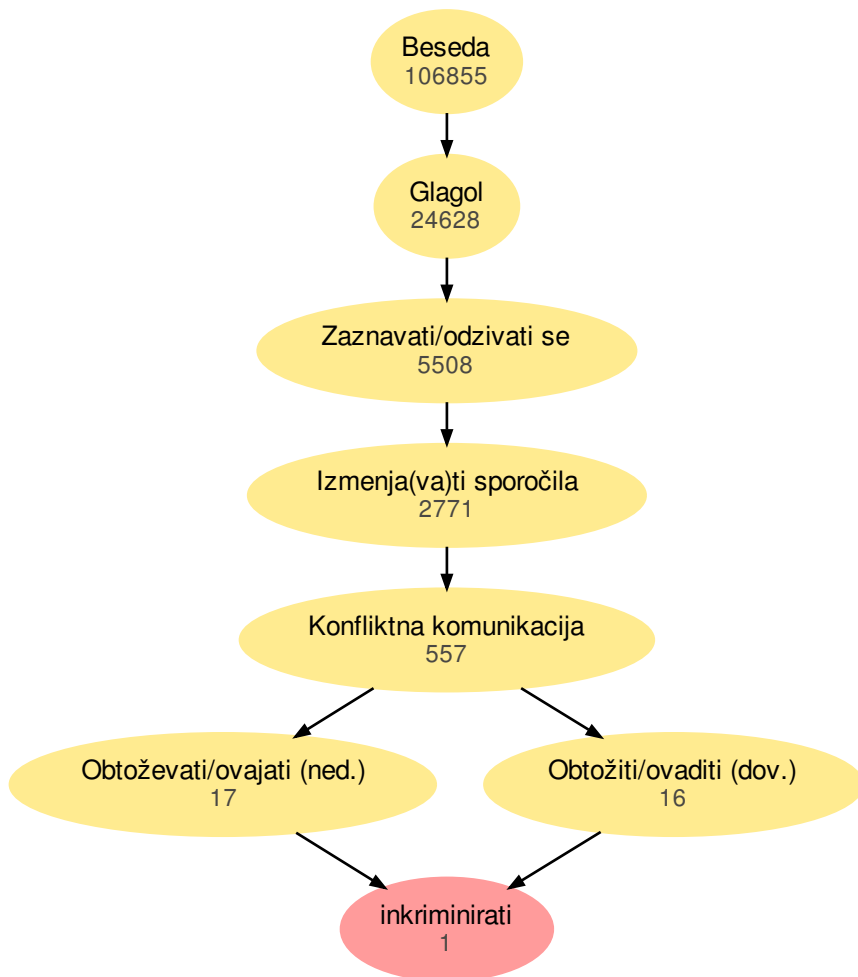 Beseda
106855
Glagol
24628
Zaznavati/odzivati se
5508
Izmenja(va)ti sporočila
2771
Konfliktna komunikacija
557
Obtoževati/ovajati (ned.)
17
Obtožiti/ovaditi (dov.)
16
inkriminirati
1